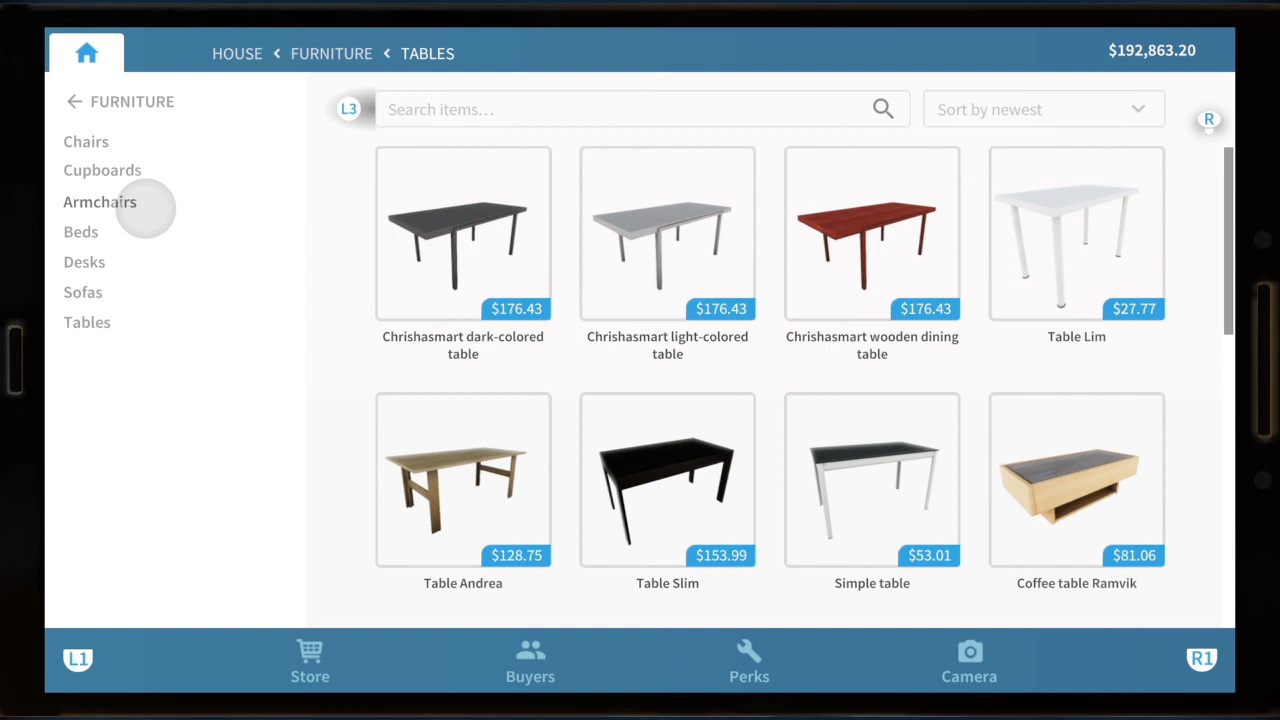 HOUSE < FURNITURE < TABLES
$192,863.20
FURNITURE
Chairs
Cupboards
Armchairs
Beds
Desks
Sofas
Tables
L3
Search items…
Sort by newest
R
$176.43
$176.43
$176.43
$27.77
Chrishasmart dark-colored
table
Chrishasmart light-colored
table
Chrishasmart wooden dining
table
Table Lim
$128.75
$153.99
$53.01
$81.06
Table Andrea
Table Slim
Simple table
Coffee table Ramvik
L1
Store
Buyers
Perks
Camera
R1